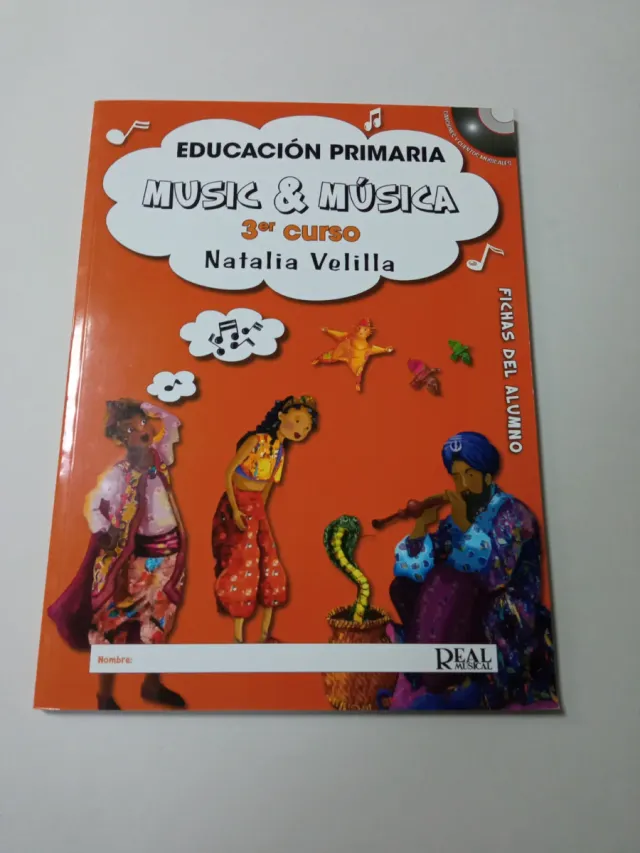 EDUCACIÓN PRIMARIA
MUSIC & MÚSICA
3er curso
Natalia Velilla
FICHAS DEL ALUMNO
Nombre:
REAL
MUSICAL